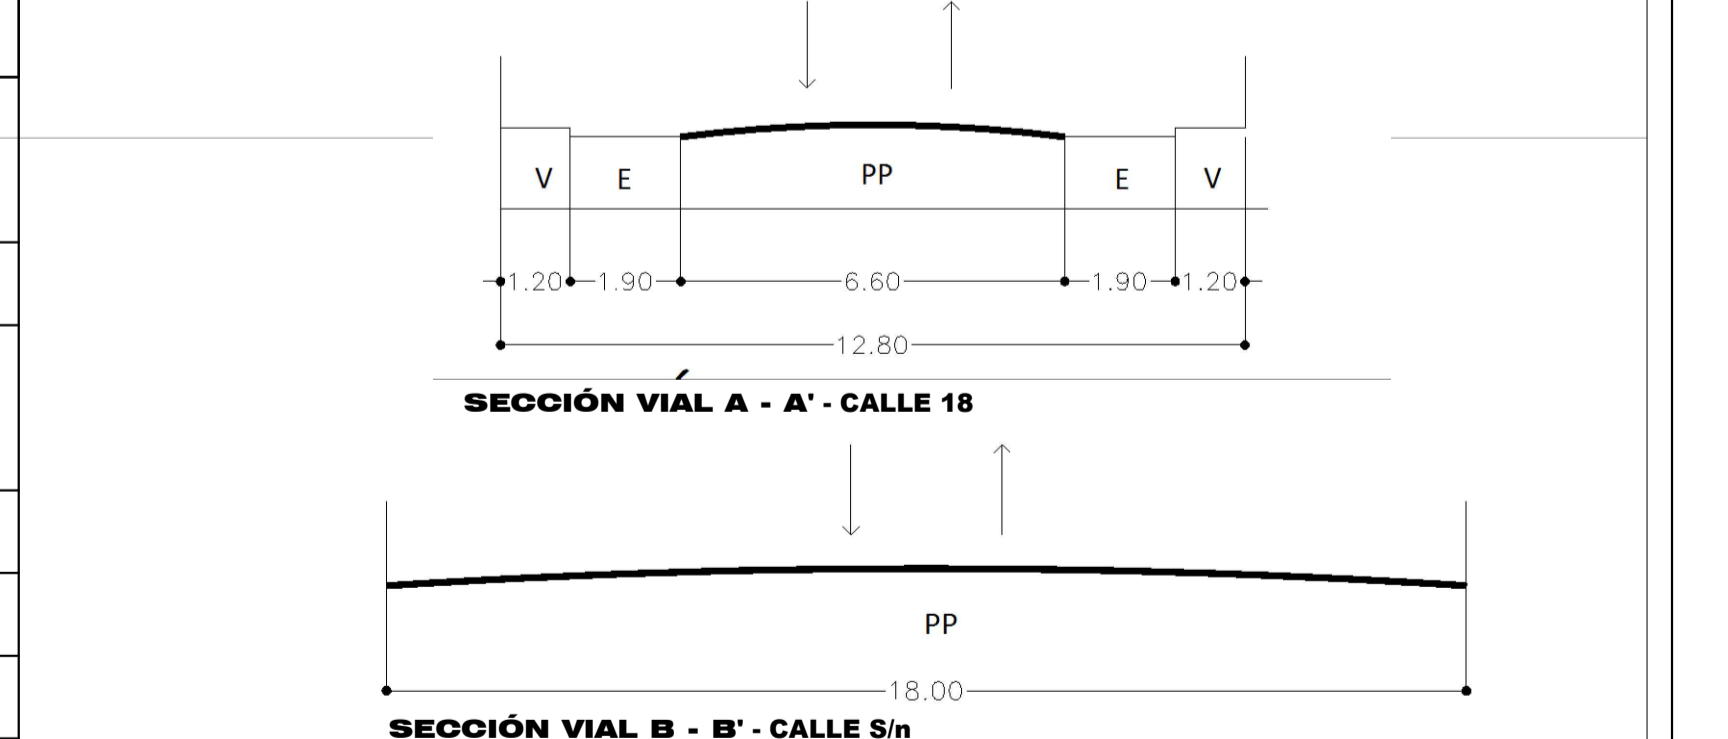 V E PP E V
1.20 1.90 6.60 1.90 1.20
12.80
SECCIÓN VIAL A - A' - CALLE 18
PP
18.00
SECCIÓN VIAL B - B' - CALLE S/n